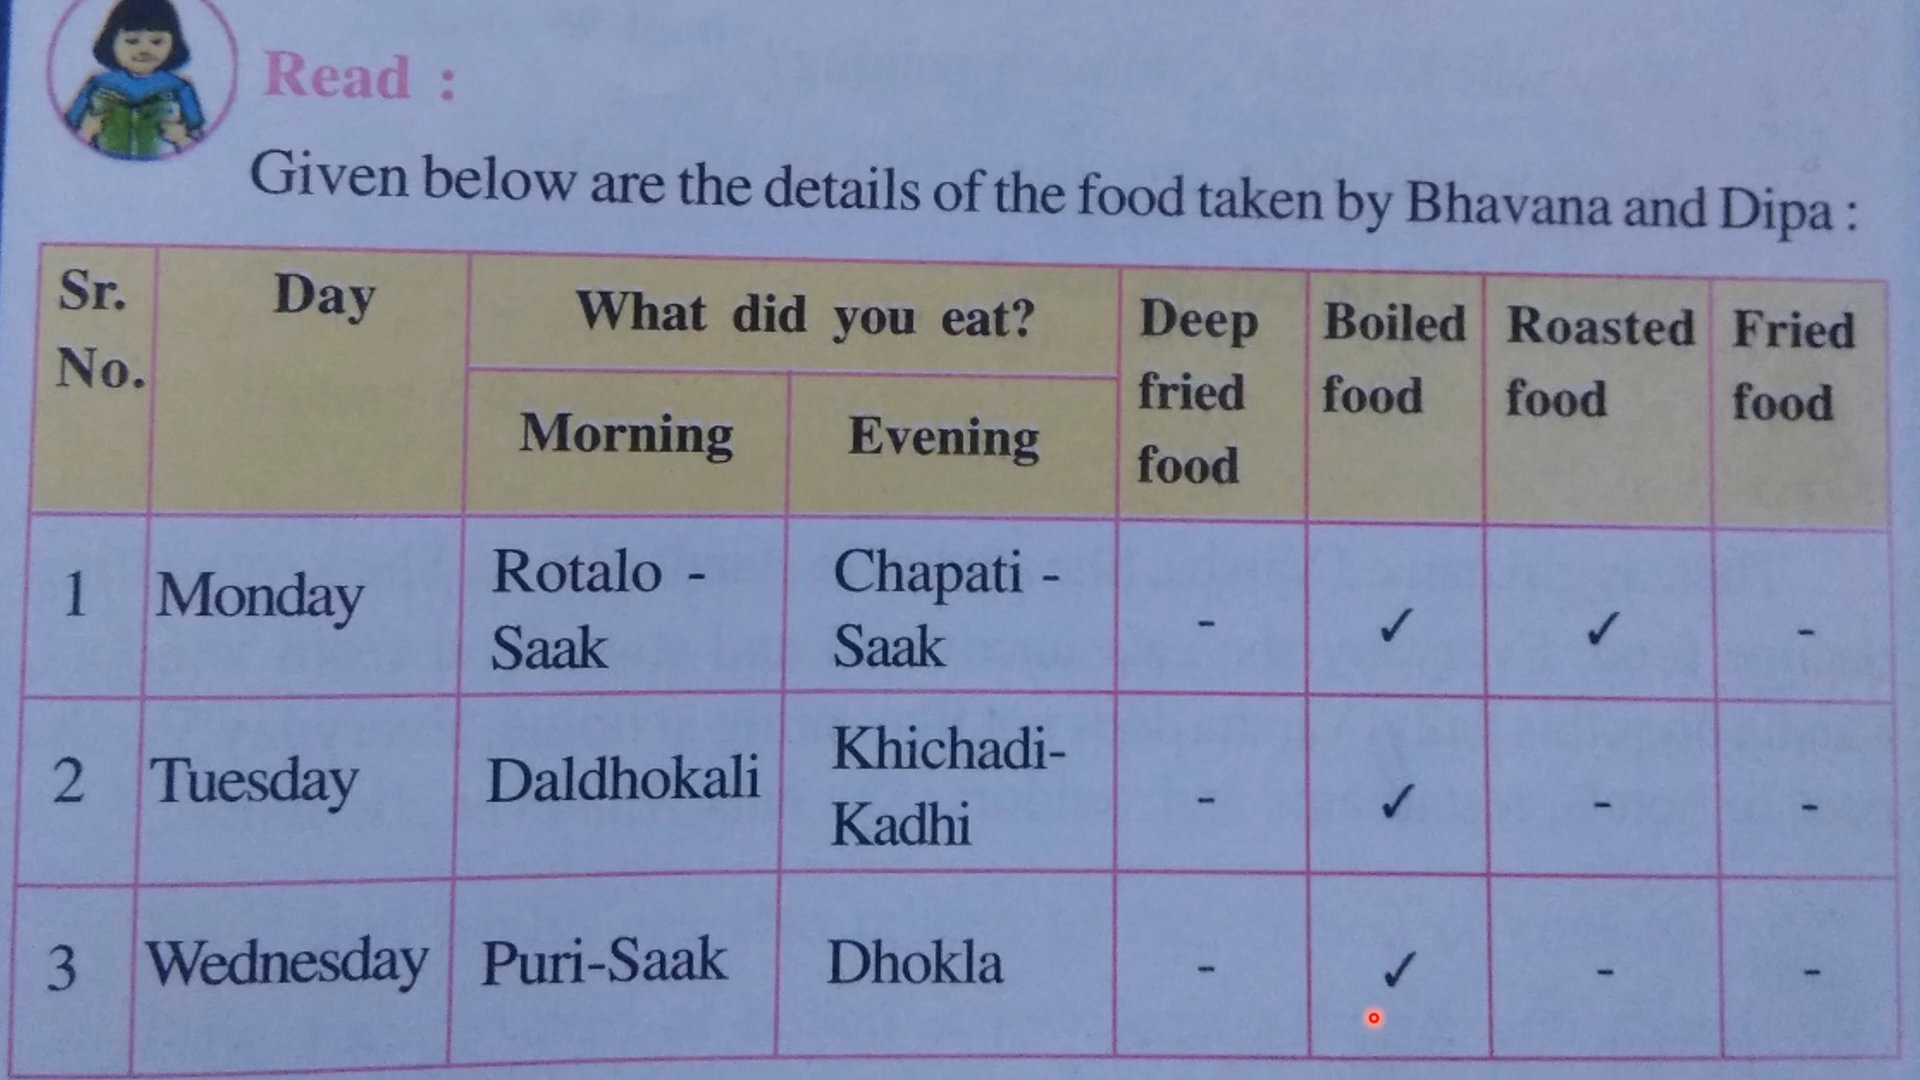 Read :
Given below are the details of the food taken by Bhavana and Dipa :
Sr. No.
Day
What did you eat?
Morning
Evening
Deep fried food
Boiled food
Roasted food
Fried food
1 Monday Rotalo - Saak Chapati - Saak - ✓ ✓ -
2 Tuesday Daldhokali Khichadi- Kadhi - ✓ - -
3 Wednesday Puri-Saak Dhokla - ✓ - -